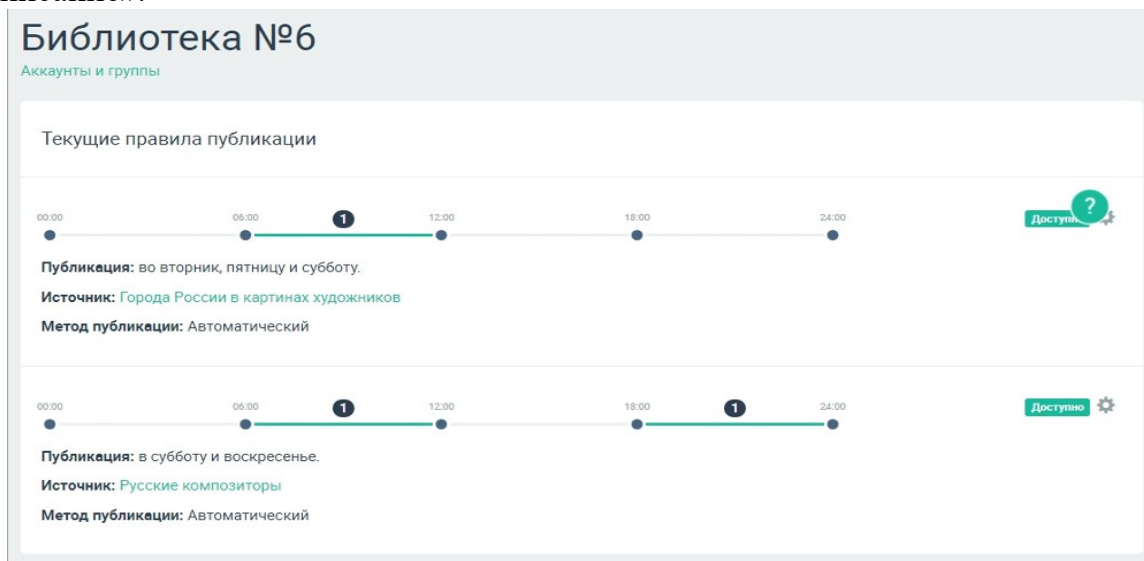 Библиотека №6
Аккаунты и группы
Текущие правила публикации
00:00 06:00 1 12:00 18:00 24:00
?
Публикация: во вторник, пятницу и субботу.
Источник: Города России в картинах художников
Метод публикации: Автоматический
00:00 06:00 1 12:00 18:00 1 24:00 Доступно
Публикация: в субботу и воскресенье.
Источник: Русские композиторы
Метод публикации: Автоматический